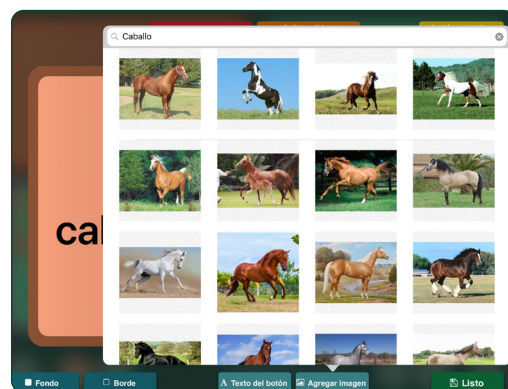 Caballo
cal
Fondo
Borde
A Texto del botón
Agregar imagen
Listo